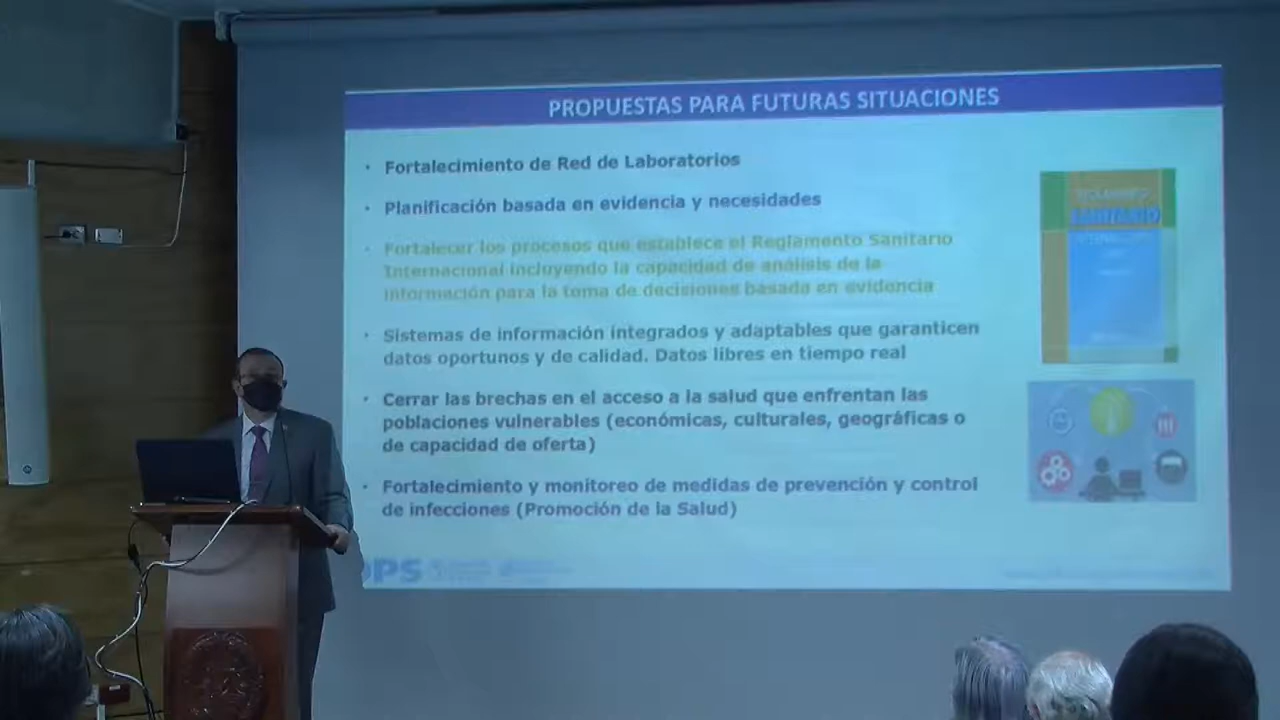 PROPUESTAS PARA FUTURAS SITUACIONES
• Fortalecimiento de Red de Laboratorios
• Planificación basada en evidencia y necesidades
• Fortalecer los procesos que establece el Reglamento Sanitario
Internacional incluyendo la capacidad de análisis de la
información para la toma de decisiones basada en evidencia
• Sistemas de información integrados y adaptables que garanticen
datos oportunos y de calidad. Datos libres en tiempo real
• Cerrar las brechas en el acceso a la salud que enfrentan las
poblaciones vulnerables (económicas, culturales, geográficas o
de capacidad de oferta)
• Fortalecimiento y monitoreo de medidas de prevención y control
de infecciones (Promoción de la Salud)
REGLAMENTO
SANITARIO
OPS